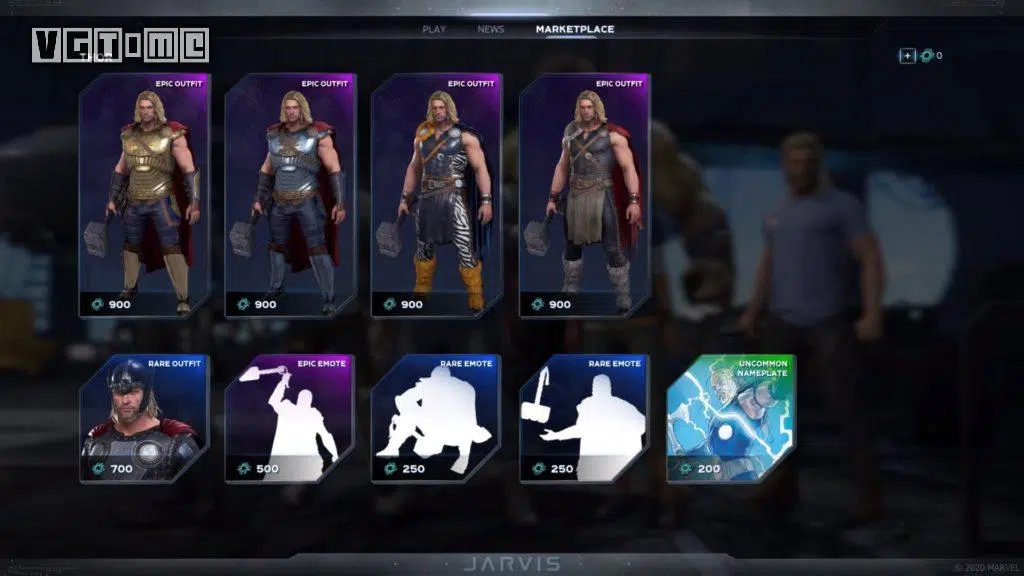 PLAY
NEWS
MARKETPLACE
VGTIME
THOR
+
0
EPIC OUTFIT
EPIC OUTFIT
EPIC OUTFIT
EPIC OUTFIT
900
900
900
900
RARE OUTFIT
EPIC EMOTE
RARE EMOTE
RARE EMOTE
UNCOMMON
NAMEPLATE
700
500
250
250
200
JARVIS
© 2020 MARVEL